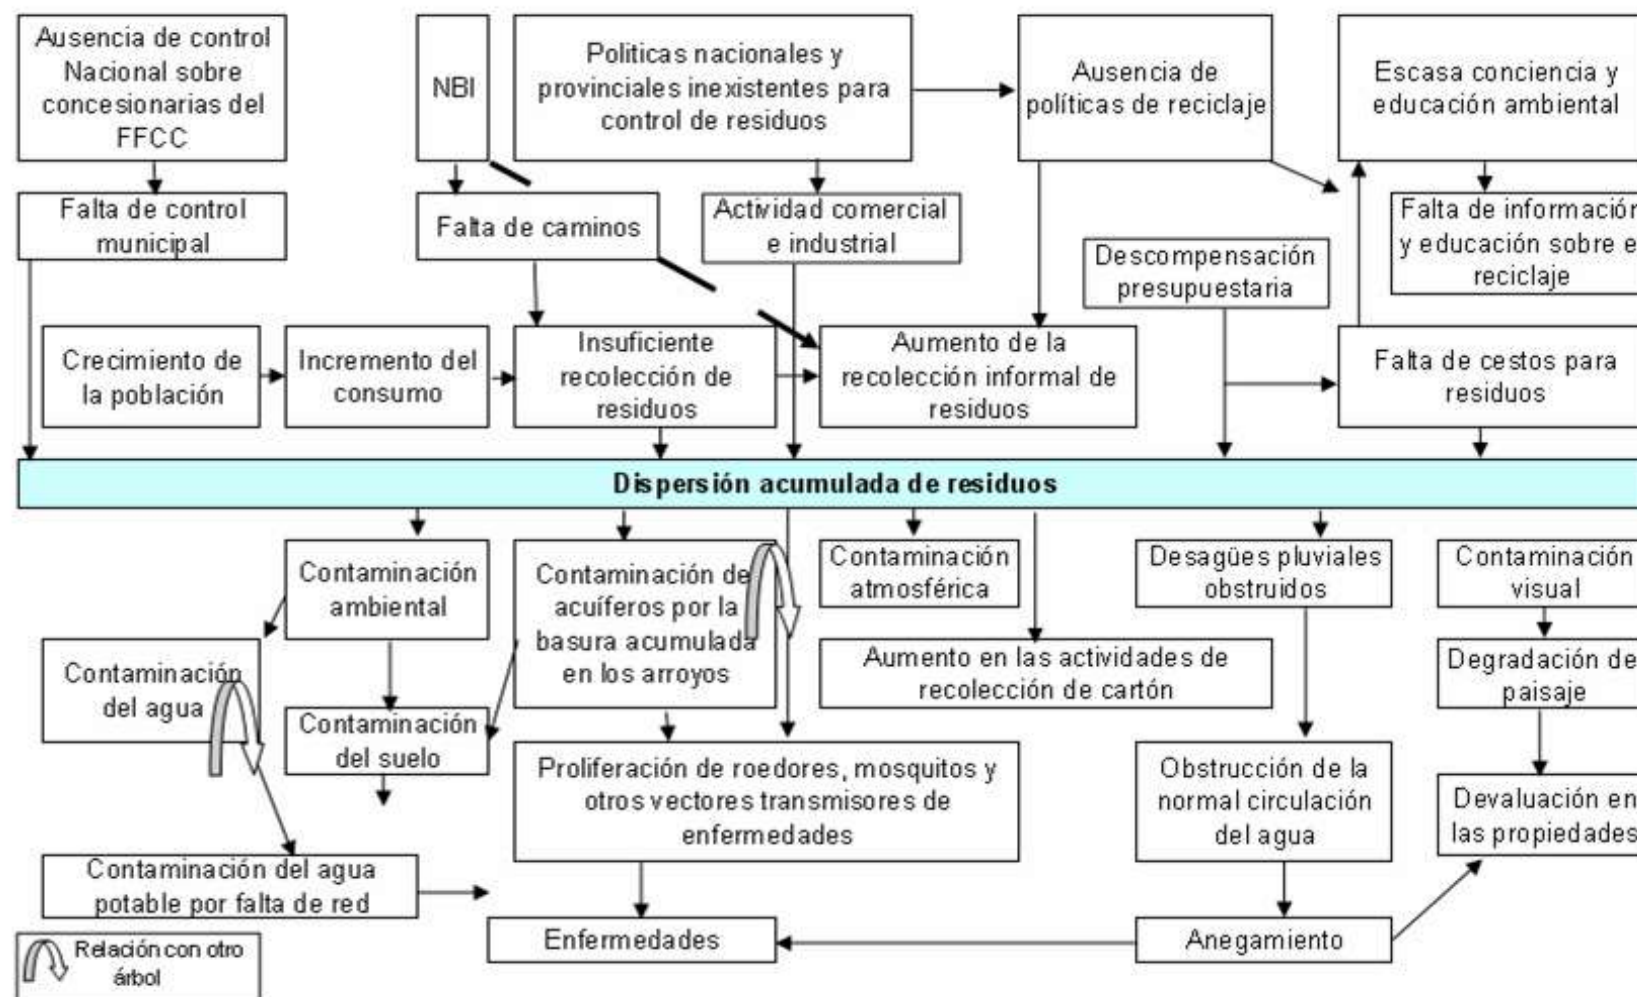 Ausencia de control
Nacional sobre
concesionarias del
FFCC
NBI
Politicas nacionales y
provinciales inexistentes para
control de residuos
Ausencia de
políticas de reciclaje
Escasa conciencia y
educación ambiental
Falta de control
municipal
Falta de caminos
Actividad comercial
e industrial
Descompensación
presupuestaria
Falta de información
y educación sobre e
reciclaje
Crecimiento de
la población
Incremento del
consumo
Insuficiente
recolección de
residuos
Aumento de la
recolección informal de
residuos
Falta de cestos para
residuos
Dispersión acumulada de residuos
Contaminación
ambiental
Contaminación de
acuíferos por la
basura acumulada
en los arroyos
Contaminación
atmosférica
Desagües pluviales
obstruidos
Contaminación
visual
Contaminación
del agua
Aumento en las actividades de
recolección de cartón
Degradación de
paisaje
Contaminación
del suelo
Proliferación de roedores, mosquitos y
otros vectores transmisores de
enfermedades
Obstrucción de la
normal circulación
del agua
Devaluación en
las propiedades
Contaminación del agua
potable por falta de red
Enfermedades
Anegamiento
Relación con otro
árbol